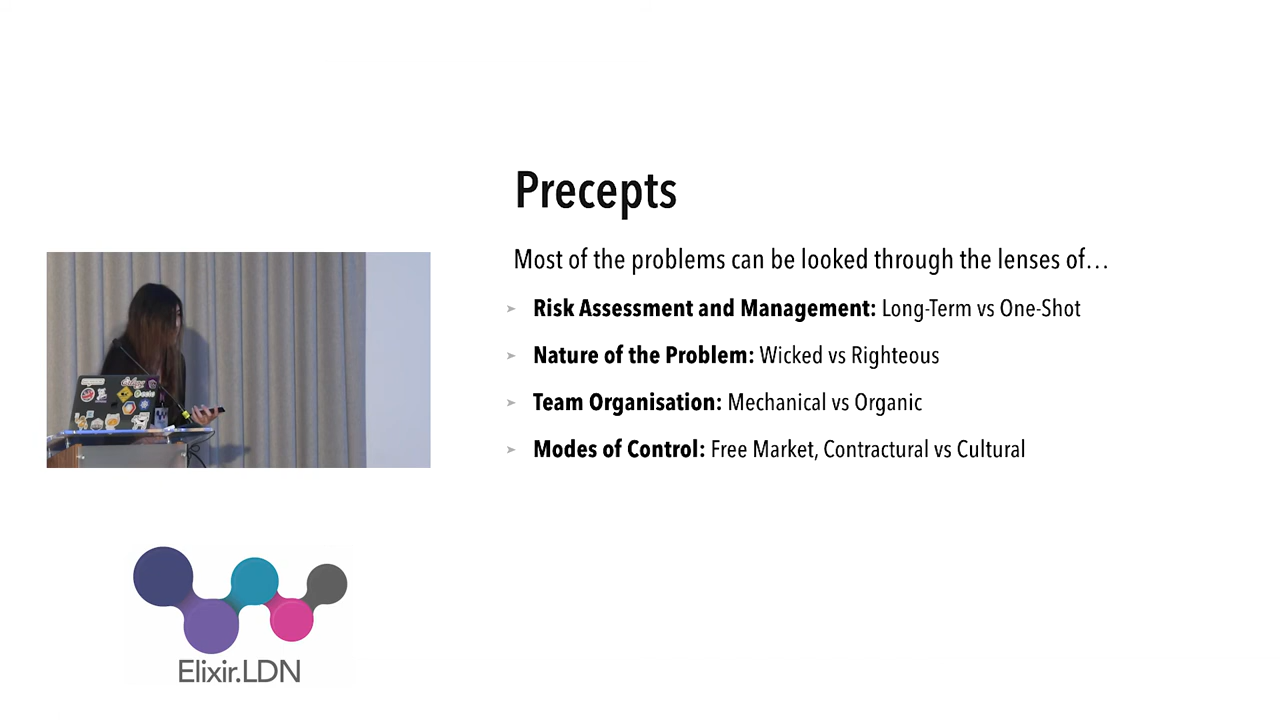 Precepts
Most of the problems can be looked through the lenses of…
Risk Assessment and Management: Long-Term vs One-Shot
Nature of the Problem: Wicked vs Righteous
Team Organisation: Mechanical vs Organic
Modes of Control: Free Market, Contractural vs Cultural
Elixir.LDN